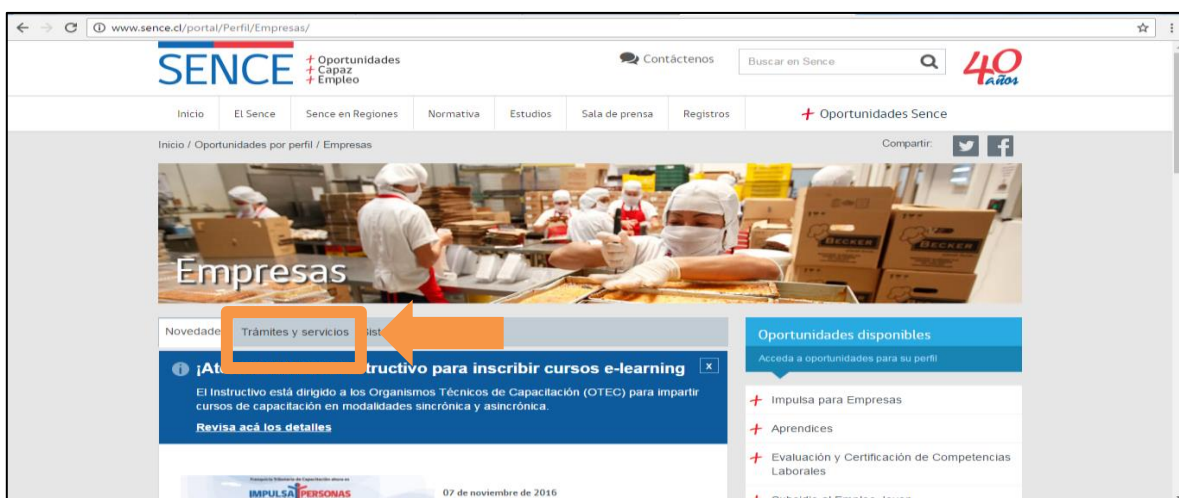 www.sence.cl/portal/Perfil/Empresas/
SENCE
+ Oportunidades
+ Capaz
+ Empleo
Contáctenos
Buscar en Sence
40
años
Inicio El Sence Sence en Regiones Normativa Estudios Sala de prensa Registros + Oportunidades Sence
Inicio / Oportunidades por perfil / Empresas
Compartir:
BECKER
BECKER
Empresas
Novedade Trámites y servicios
Oportunidades disponibles
Acceda a oportunidades para su perfil
para inscribir cursos e-learning x
El Instructivo está dirigido a los Organismos Técnicos de Capacitación (OTEC) para impartir
cursos de capacitación en modalidades sincrónica y asincrónica.
Revisa acá los detalles
+ Impulsa para Empresas
+ Aprendices
+ Evaluación y Certificación de Competencias
Laborales
IMPULSA PERSONAS
07 de noviembre de 2016